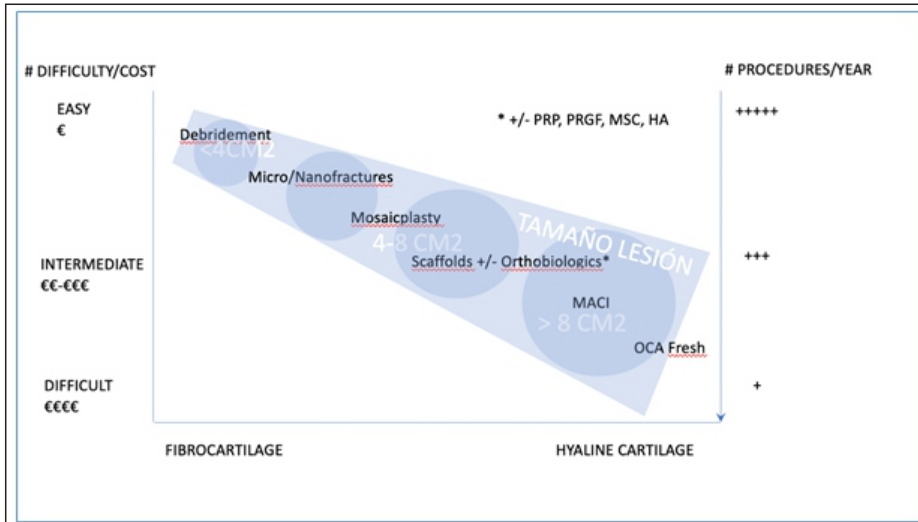 # DIFFICULTY/COST
# PROCEDURES/YEAR
EASY
€
* +/- PRP, PRGF, MSC, HA
+++++
Debridement
<4CM2
Micro/Nanofractures
Mosaicplasty
TAMAÑO LESIÓN
4-8 CM2
INTERMEDIATE
€€-€€€
Scaffolds +/- Orthobiologics*
+++
MACI
> 8 CM2
OCA Fresh
DIFFICULT
€€€€
+
FIBROCARTILAGE
HYALINE CARTILAGE